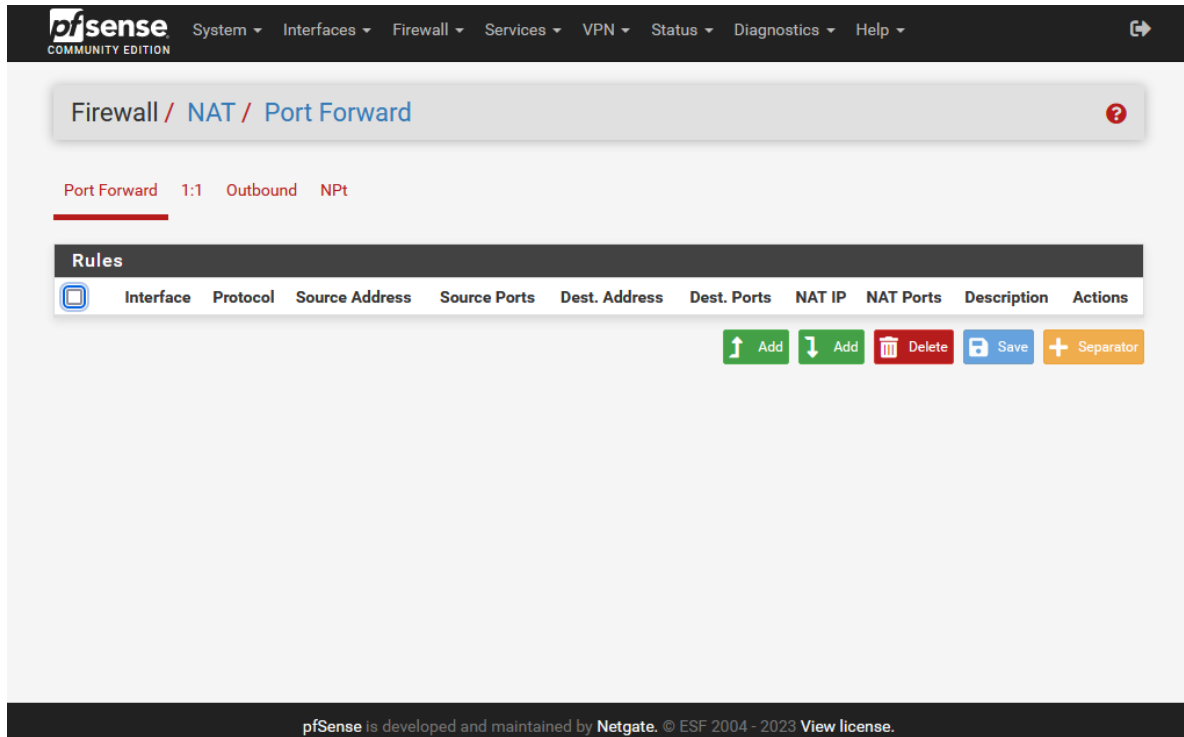 pfsense System Interfaces Firewall Services VPN Status Diagnostics Help
COMMUNITY EDITION
Firewall / NAT / Port Forward
Port Forward 1:1 Outbound NPt
Rules
Interface Protocol Source Address Source Ports Dest. Address Dest. Ports NAT IP NAT Ports Description Actions
Add Add Delete Save Separator
pfSense is developed and maintained by Netgate. © ESF 2004 - 2023 View license.